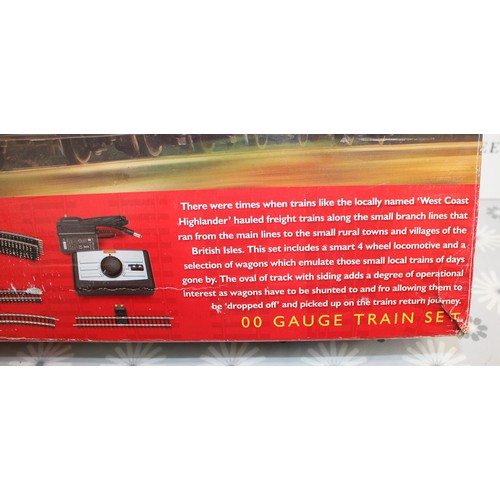 There were times when trains like the locally named 'West Coast
Highlander' hauled freight trains along the small branch lines that
ran from the main lines to the small rural towns and villages of the
British Isles. This set includes a smart 4 wheel locomotive and a
selection of wagons which emulate those small local trains of days
gone by. The oval of track with siding adds a degree of operational
interest as wagons have to be shunted to and fro allowing them to
be 'dropped off' and picked up on the trains return journey.
00 GAUGE TRAIN SET